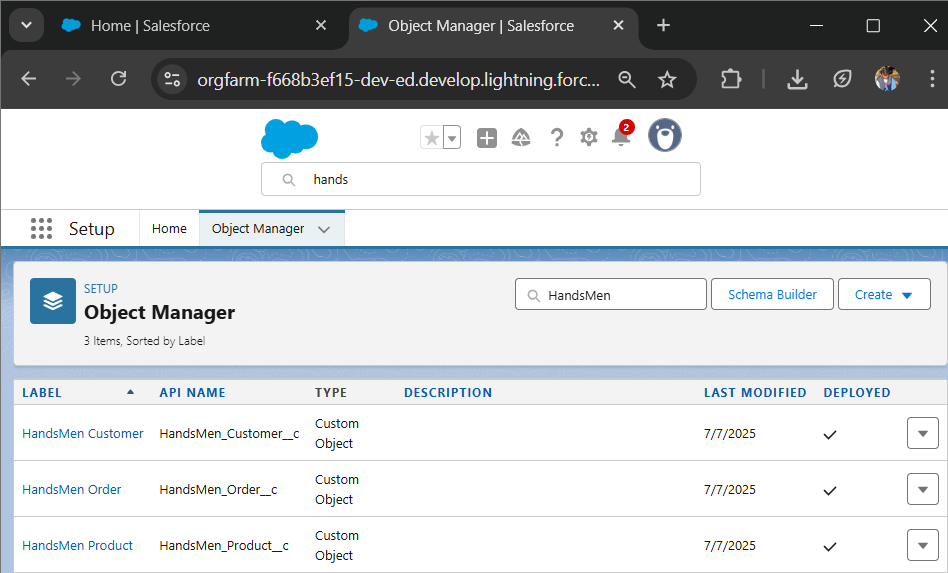 Home | Salesforce
Object Manager | Salesforce
orgfarm-f668b3ef15-dev-ed.develop.lightning.forc...
2
hands
Setup
Home
Object Manager
SETUP
Object Manager
3 Items, Sorted by Label
HandsMen
Schema Builder
Create
LABEL API NAME TYPE DESCRIPTION LAST MODIFIED DEPLOYED
HandsMen Customer HandsMen_Customer__c Custom Object 7/7/2025
HandsMen Order HandsMen_Order__c Custom Object 7/7/2025
HandsMen Product HandsMen_Product__c Custom Object 7/7/2025